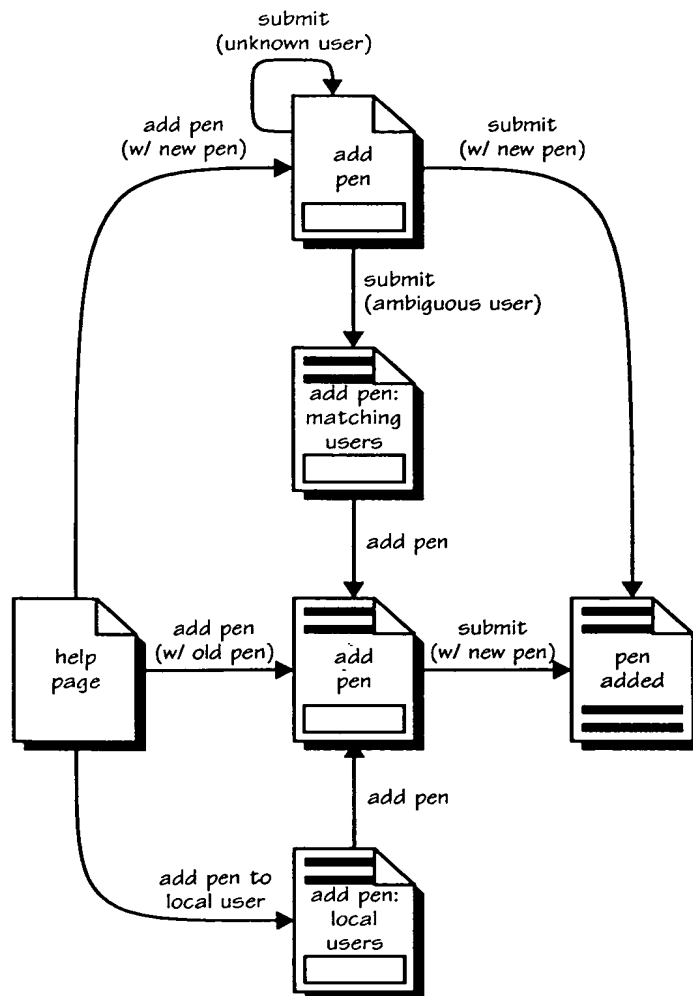 submit
(unknown user)
add pen
(w/ new pen)
add
pen
submit
(w/ new pen)
submit
(ambiguous user)
add pen:
matching
users
add pen
help
page
add pen
(w/ old pen)
add
pen
submit
(w/ new pen)
pen
added
add pen
add pen to
local user
add pen:
local
users